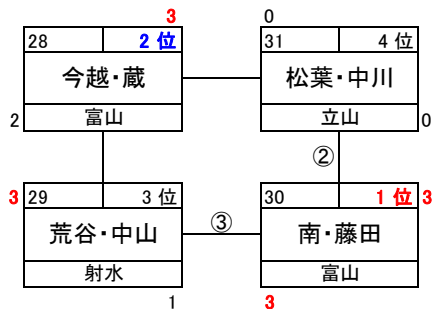 3 0
28 2 位 31 4 位
今越・蔵 松葉・中川
2 富山 立山 0
②
3 29 3 位 30 1 位 3
荒谷・中山 ③ 南・藤田
射水 富山
1 3